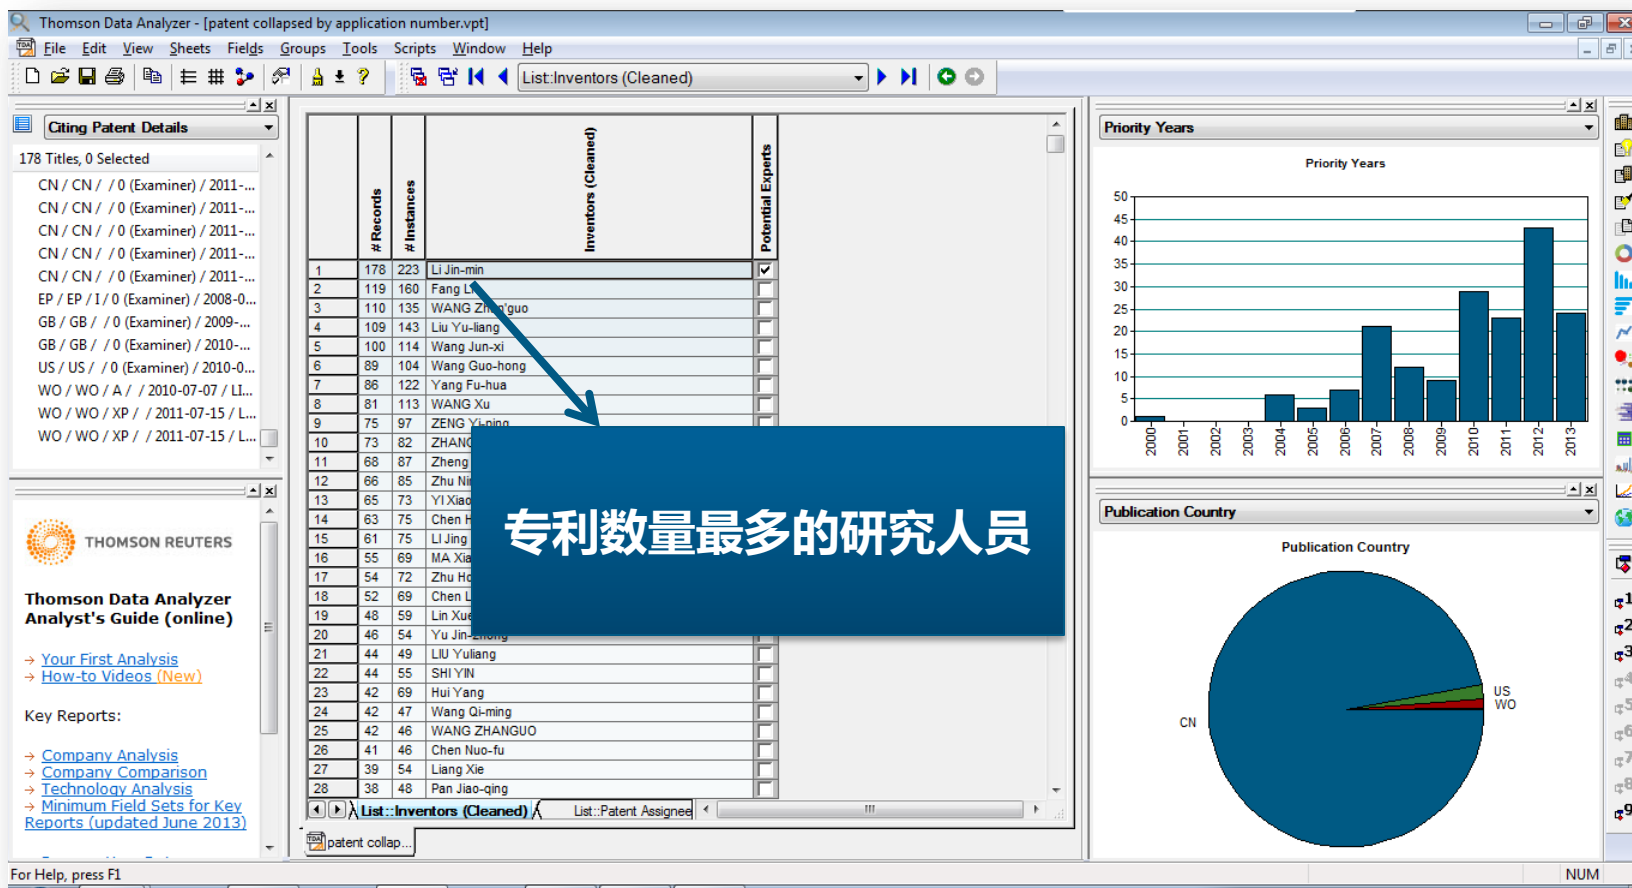 Thomson Data Analyzer - [patent collapsed by application number.vpt]
File Edit View Sheets Fields Groups Tools Scripts Window Help
List:Inventors (Cleaned)
Citing Patent Details
178 Titles, 0 Selected
CN / CN / / 0 (Examiner) / 2011-...
CN / CN / / 0 (Examiner) / 2011-...
CN / CN / / 0 (Examiner) / 2011-...
CN / CN / / 0 (Examiner) / 2011-...
CN / CN / / 0 (Examiner) / 2011-...
EP / EP / I / 0 (Examiner) / 2008-0...
GB / GB / / 0 (Examiner) / 2009-...
GB / GB / / 0 (Examiner) / 2010-...
US / US / / 0 (Examiner) / 2010-0...
WO / WO / A / / 2010-07-07 / LI...
WO / WO / XP / / 2011-07-15 / L...
WO / WO / XP / / 2011-07-15 / L...
THOMSON REUTERS
Thomson Data Analyzer
Analyst's Guide (online)
→ Your First Analysis
→ How-to Videos (New)
Key Reports:
→ Company Analysis
→ Company Comparison
→ Technology Analysis
→ Minimum Field Sets for Key
Reports (updated June 2013)
# Records # Instances Inventors (Cleaned) Potential Experts
1 178 223 Li Jin-min
2 119 160 Fang
3 110 135 WANG
4 109 143 Liu Yu-liang
5 100 114 Wang Jun-xi
6 89 104 Wang Guo-hong
7 86 122 Yang Fu-hua
8 81 113 WANG Xu
9 75 97 ZENG Yi-ping
10 73 82 ZHANG
11 68 87 Zheng
12 66 85 Zhu
13 65 73 YI
14 63 75 Chen
15 61 75 LI Jing
16 55 69 MA
17 54 72 Zhu
18 52 69 Chen
19 48 59 Lin
20 46 54 Yu Jin-zhong
21 44 49 LIU Yuliang
22 44 55 SHI YIN
23 42 69 Hui Yang
24 42 47 Wang Qi-ming
25 42 46 WANG ZHANGUO
26 41 46 Chen Nuo-fu
27 39 54 Liang Xie
28 38 48 Pan Jiao-qing
专利数量最多的研究人员
List::Inventors (Cleaned) List::Patent Assignee
patent collap...
Priority Years
Priority Years
50
45
40
35
30
25
20
15
10
5
0
2000 2001 2002 2003 2004 2005 2006 2007 2008 2009 2010 2011 2012 2013
Publication Country
Publication Country
US
WO
CN
1
2
3
4
5
6
7
8
9
For Help, press F1
NUM